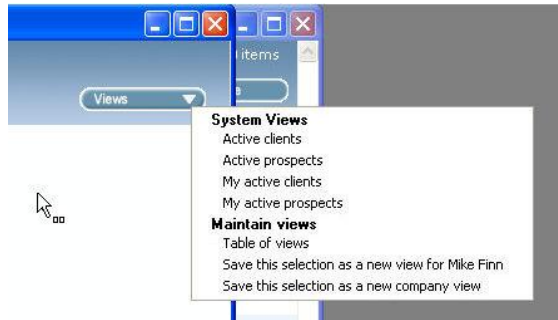 items
Views
System Views
Active clients
Active prospects
My active clients
My active prospects
Maintain views
Table of views
Save this selection as a new view for Mike Finn
Save this selection as a new company view